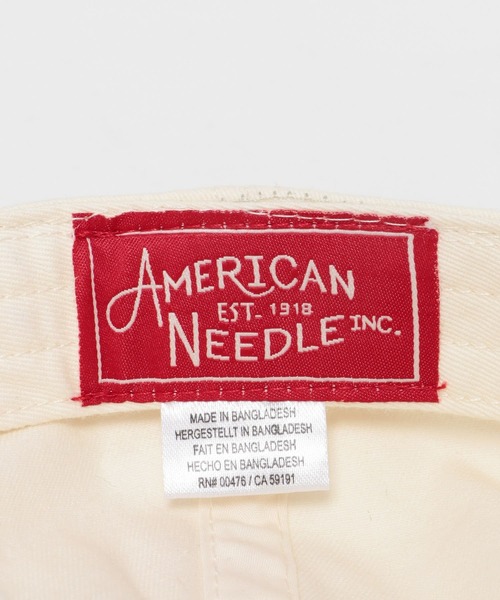 AMERICAN
EST. 1918
NEEDLE INC.
MADE IN BANGLADESH
HERGESTELLT IN BANGLADESH
FAIT EN BANGLADESH
HECHO EN BANGLADESH
RN# 00476 / CA 59191